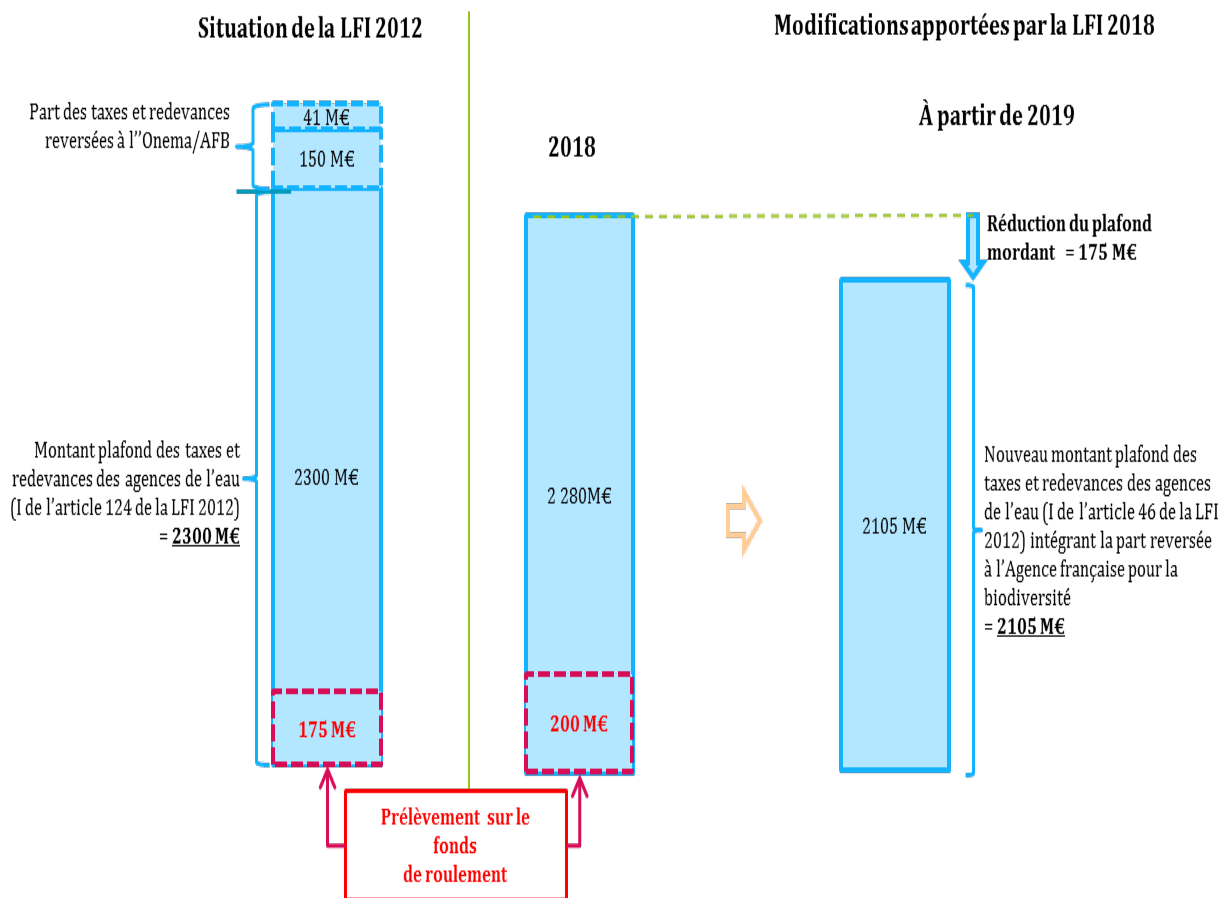 Situation de la LFI 2012
Modifications apportées par la LFI 2018
Part des taxes et redevances
reversées à l''Onema/AFB
41 M€
150 M€
Montant plafond des taxes et
redevances des agences de l'eau
(I de l'article 124 de la LFI 2012)
= 2300 M€
2300 M€
175 M€
2018
2 280M€
200 M€
Prélèvement sur le
fonds
de roulement
À partir de 2019
Réduction du plafond
mordant = 175 M€
2105 M€
Nouveau montant plafond des
taxes et redevances des agences
de l'eau (I de l'article 46 de la LFI
2012) intégrant la part reversée
à l'Agence française pour la
biodiversité
= 2105 M€